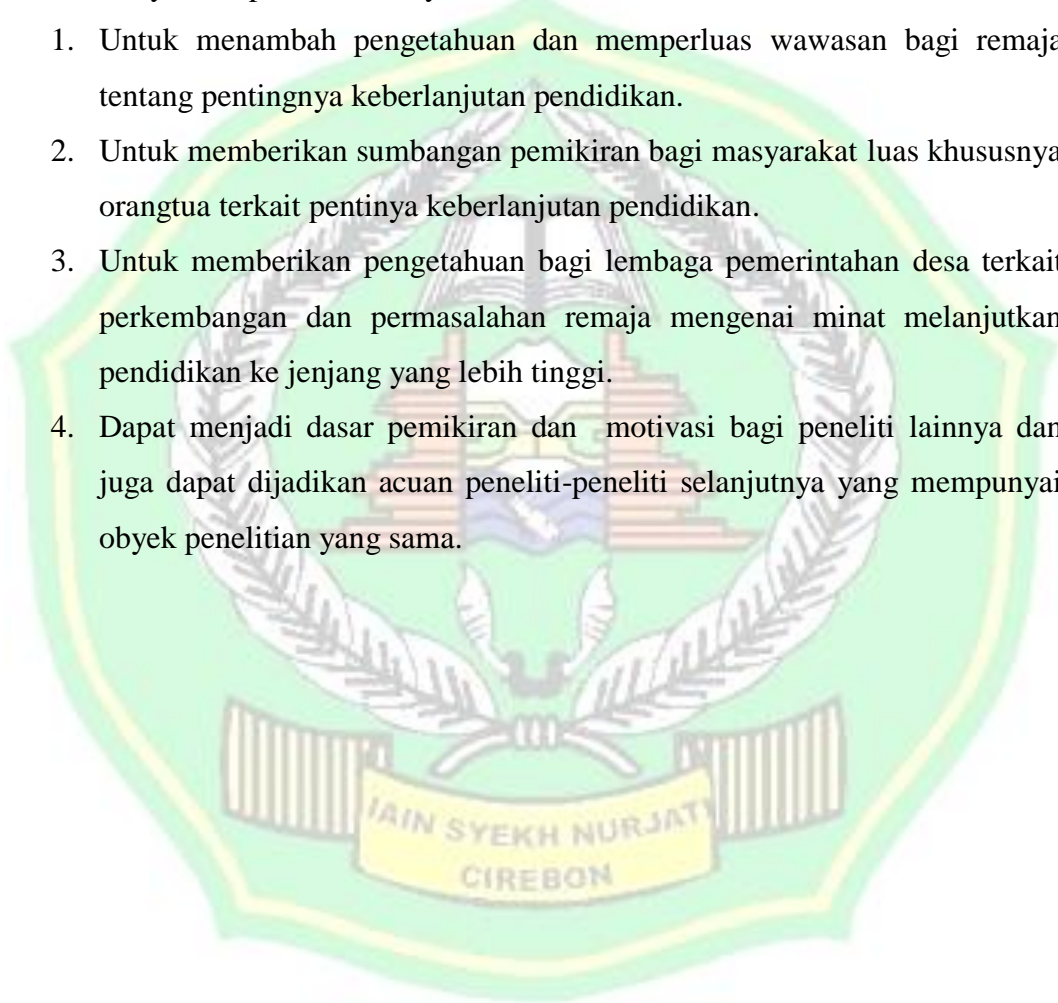 1. Untuk menambah pengetahuan dan memperluas wawasan bagi remaja
tentang pentingnya keberlanjutan pendidikan.
2. Untuk memberikan sumbangan pemikiran bagi masyarakat luas khususnya
orangtua terkait pentinya keberlanjutan pendidikan.
3. Untuk memberikan pengetahuan bagi lembaga pemerintahan desa terkait
perkembangan dan permasalahan remaja mengenai minat melanjutkan
pendidikan ke jenjang yang lebih tinggi.
4. Dapat menjadi dasar pemikiran dan motivasi bagi peneliti lainnya dan
juga dapat dijadikan acuan peneliti-peneliti selanjutnya yang mempunyai
obyek penelitian yang sama.
IAIN SYEKH NURJATI
CIREBON